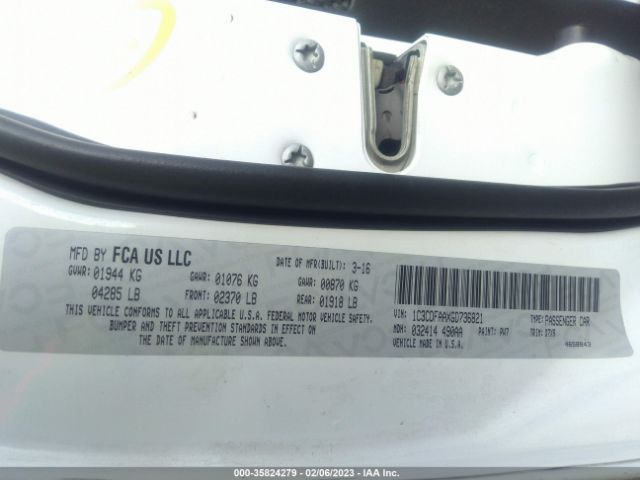 MFD BY FCA US LLC
DATE OF MFR(BUILT): 3-16
GVWR: 01944 KG
GAWR: 01076 KG
GAWR: 00870 KG
04285 LB
FRONT: 02370 LB
REAR: 01918 LB
THIS VEHICLE CONFORMS TO ALL APPLICABLE U.S.A. FEDERAL MOTOR VEHICLE SAFETY,
BUMPER AND THEFT PREVENTION STANDARDS IN EFFECT ON
THE DATE OF MANUFACTURE SHOWN ABOVE.
VIN: 1C3CDFAAXGD736821
TYPE: PASSENGER CAR
MDH: 032414 490AA
PAINT: PW7
TRIM:
VEHICLE MADE IN U.S.A.
000-35824279 — 02/06/2023 — IAA Inc.